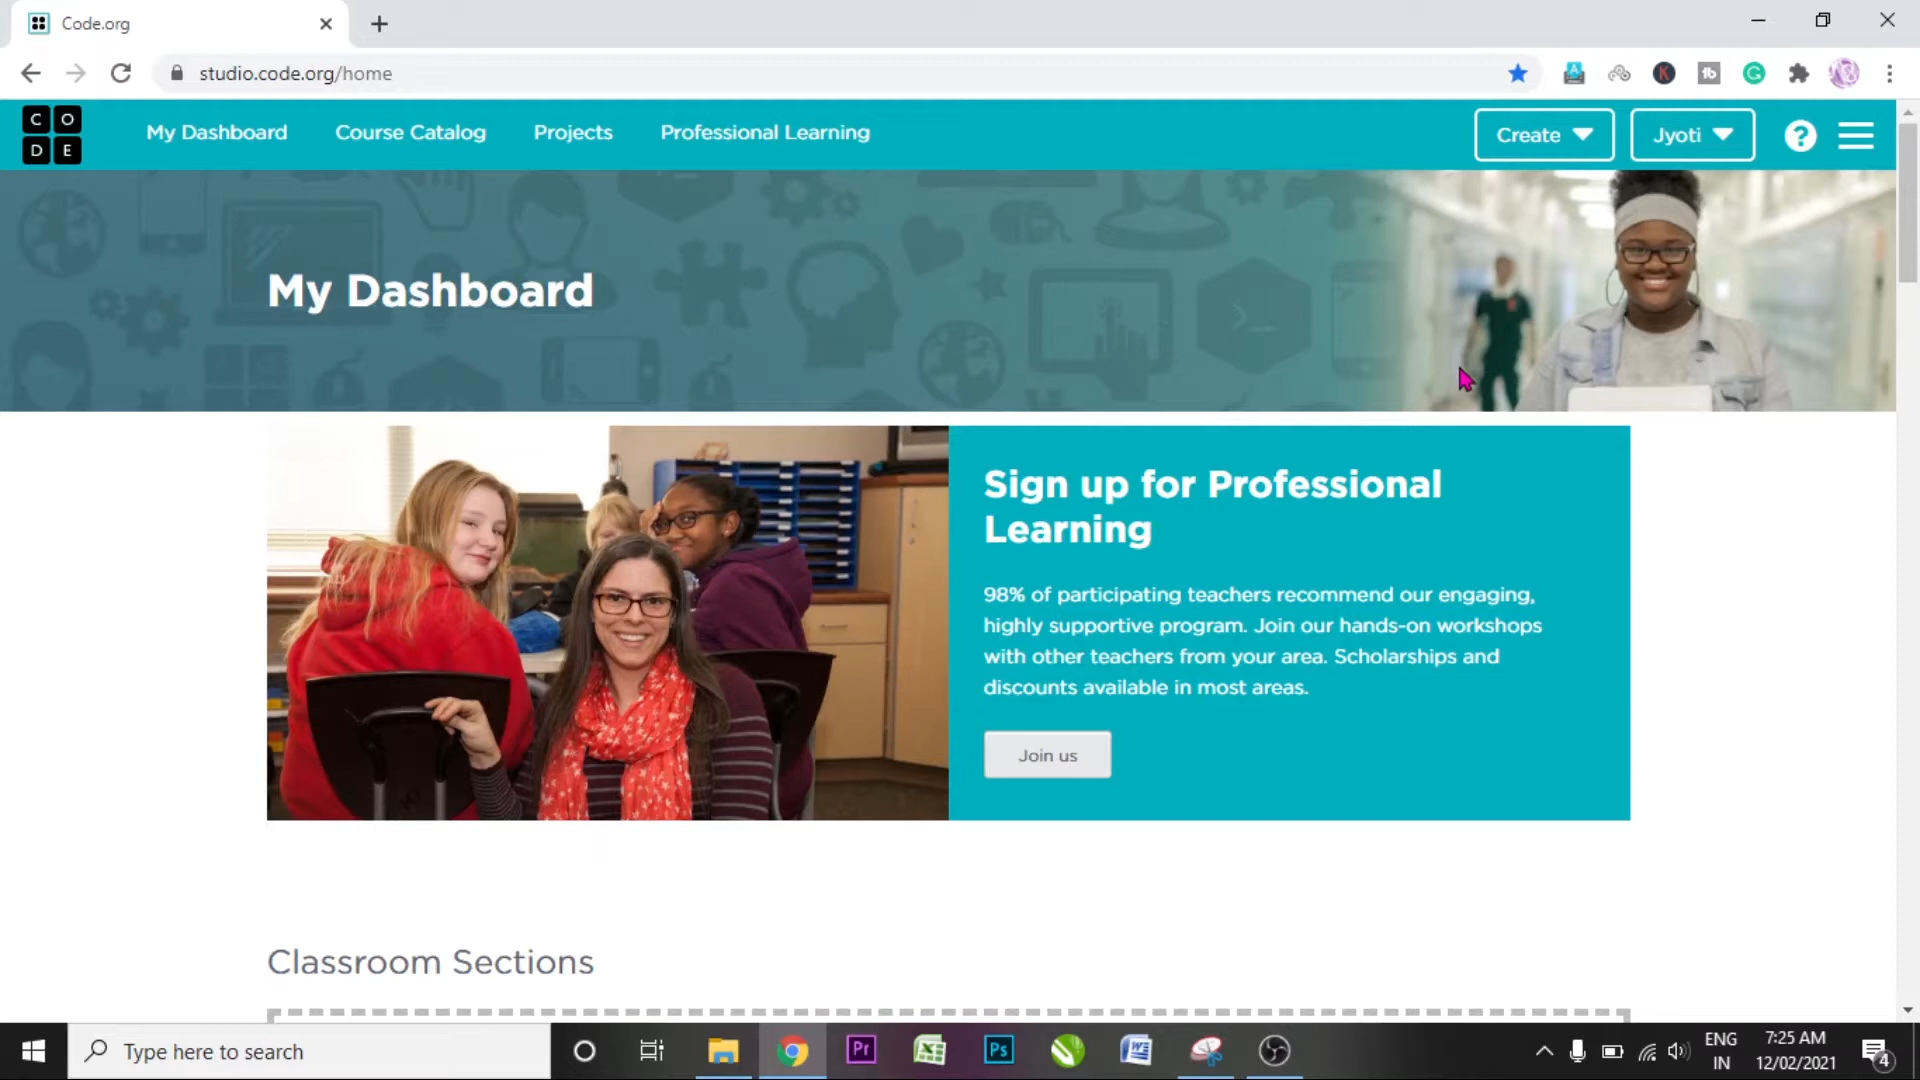 Code.org
studio.code.org/home
C O
D E
My Dashboard
Course Catalog
Projects
Professional Learning
Create
Jyoti
?
My Dashboard
Sign up for Professional
Learning
98% of participating teachers recommend our engaging,
highly supportive program. Join our hands-on workshops
with other teachers from your area. Scholarships and
discounts available in most areas.
Join us
Classroom Sections
Type here to search
Pr
Ps
ENG
IN
7:25 AM
12/02/2021
4